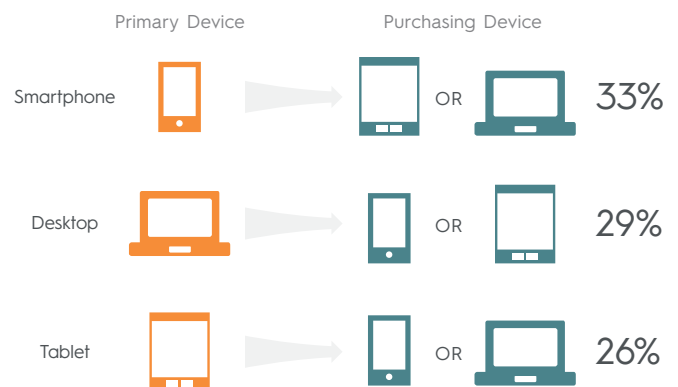 Primary Device Purchasing Device
Smartphone OR 33%
Desktop OR 29%
Tablet OR 26%